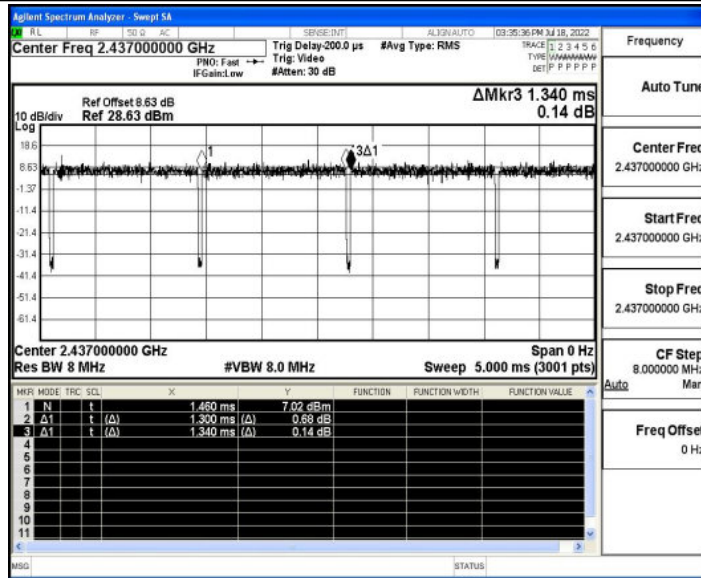 Agilent Spectrum Analyzer - Swept SA
RL RF 50 Ω AC SENSE:INT ALIGNAUTO 03:35:36 PM Jul 18, 2022
Center Freq 2.437000000 GHz
PNO: Fast
IFGain:Low
Trig Delay-200.0 µs
Trig: Video
#Atten: 30 dB
#Avg Type: RMS
TRACE 1 2 3 4 5 6
TYPE
DET P P P P P P
Ref Offset 8.63 dB
10 dB/div Ref 28.63 dBm
Log
ΔMkr3 1.340 ms
0.14 dB
18.6
8.63
-1.37
-11.4
-21.4
-31.4
-41.4
-51.4
-61.4
1
3Δ1
Center 2.437000000 GHz Span 0 Hz
Res BW 8 MHz #VBW 8.0 MHz Sweep 5.000 ms (3001 pts)
MKR MODE TRC SCL X Y FUNCTION FUNCTION WIDTH FUNCTION VALUE
1 N t 1.460 ms 7.02 dBm
2 Δ1 t (Δ) 1.300 ms (Δ) 0.68 dB
3 Δ1 t (Δ) 1.340 ms (Δ) 0.14 dB
4
5
6
7
8
9
10
11
MSG STATUS
Frequency
Auto Tune
Center Freq
2.437000000 GHz
Start Freq
2.437000000 GHz
Stop Freq
2.437000000 GHz
CF Step
8.000000 MHz
Auto Man
Freq Offset
0 Hz